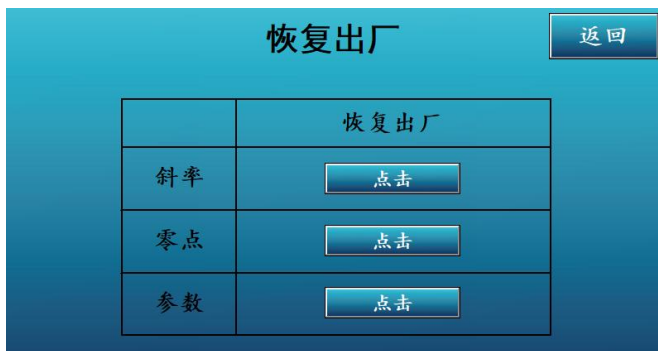 恢复出厂 返回
恢复出厂
斜率 点击
零点 点击
参数 点击